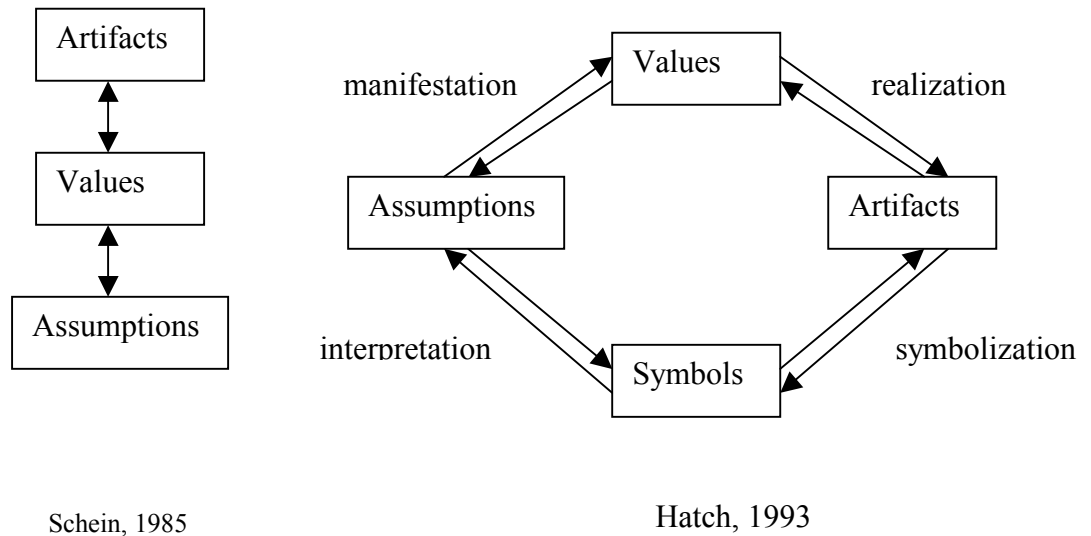 Artifacts
Values
Assumptions
Schein, 1985
Values
manifestation
realization
Assumptions
Artifacts
interpretation
symbolization
Symbols
Hatch, 1993